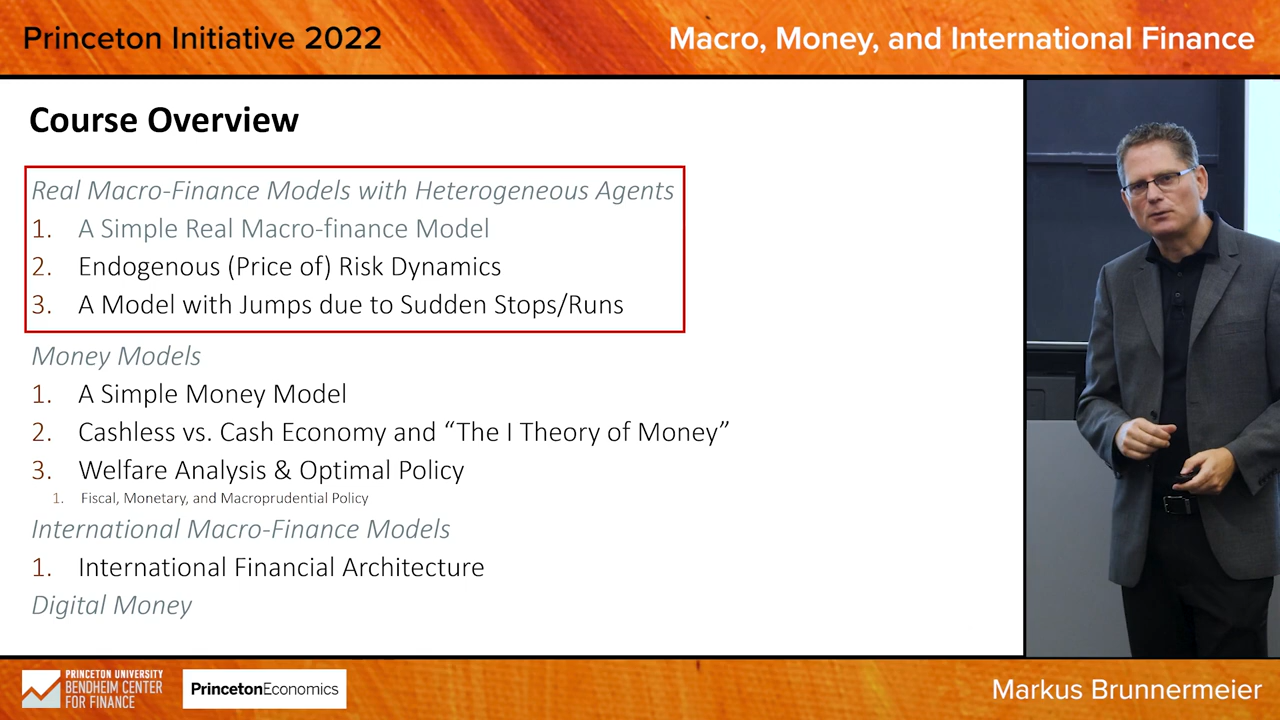 Princeton Initiative 2022
Macro, Money, and International Finance
Course Overview
Real Macro-Finance Models with Heterogeneous Agents
1. A Simple Real Macro-finance Model
2. Endogenous (Price of) Risk Dynamics
3. A Model with Jumps due to Sudden Stops/Runs
Money Models
1. A Simple Money Model
2. Cashless vs. Cash Economy and “The I Theory of Money”
3. Welfare Analysis & Optimal Policy
1. Fiscal, Monetary, and Macroprudential Policy
International Macro-Finance Models
1. International Financial Architecture
Digital Money
PRINCETON UNIVERSITY
BENDHEIM CENTER
FOR FINANCE
PrincetonEconomics
Markus Brunnermeier